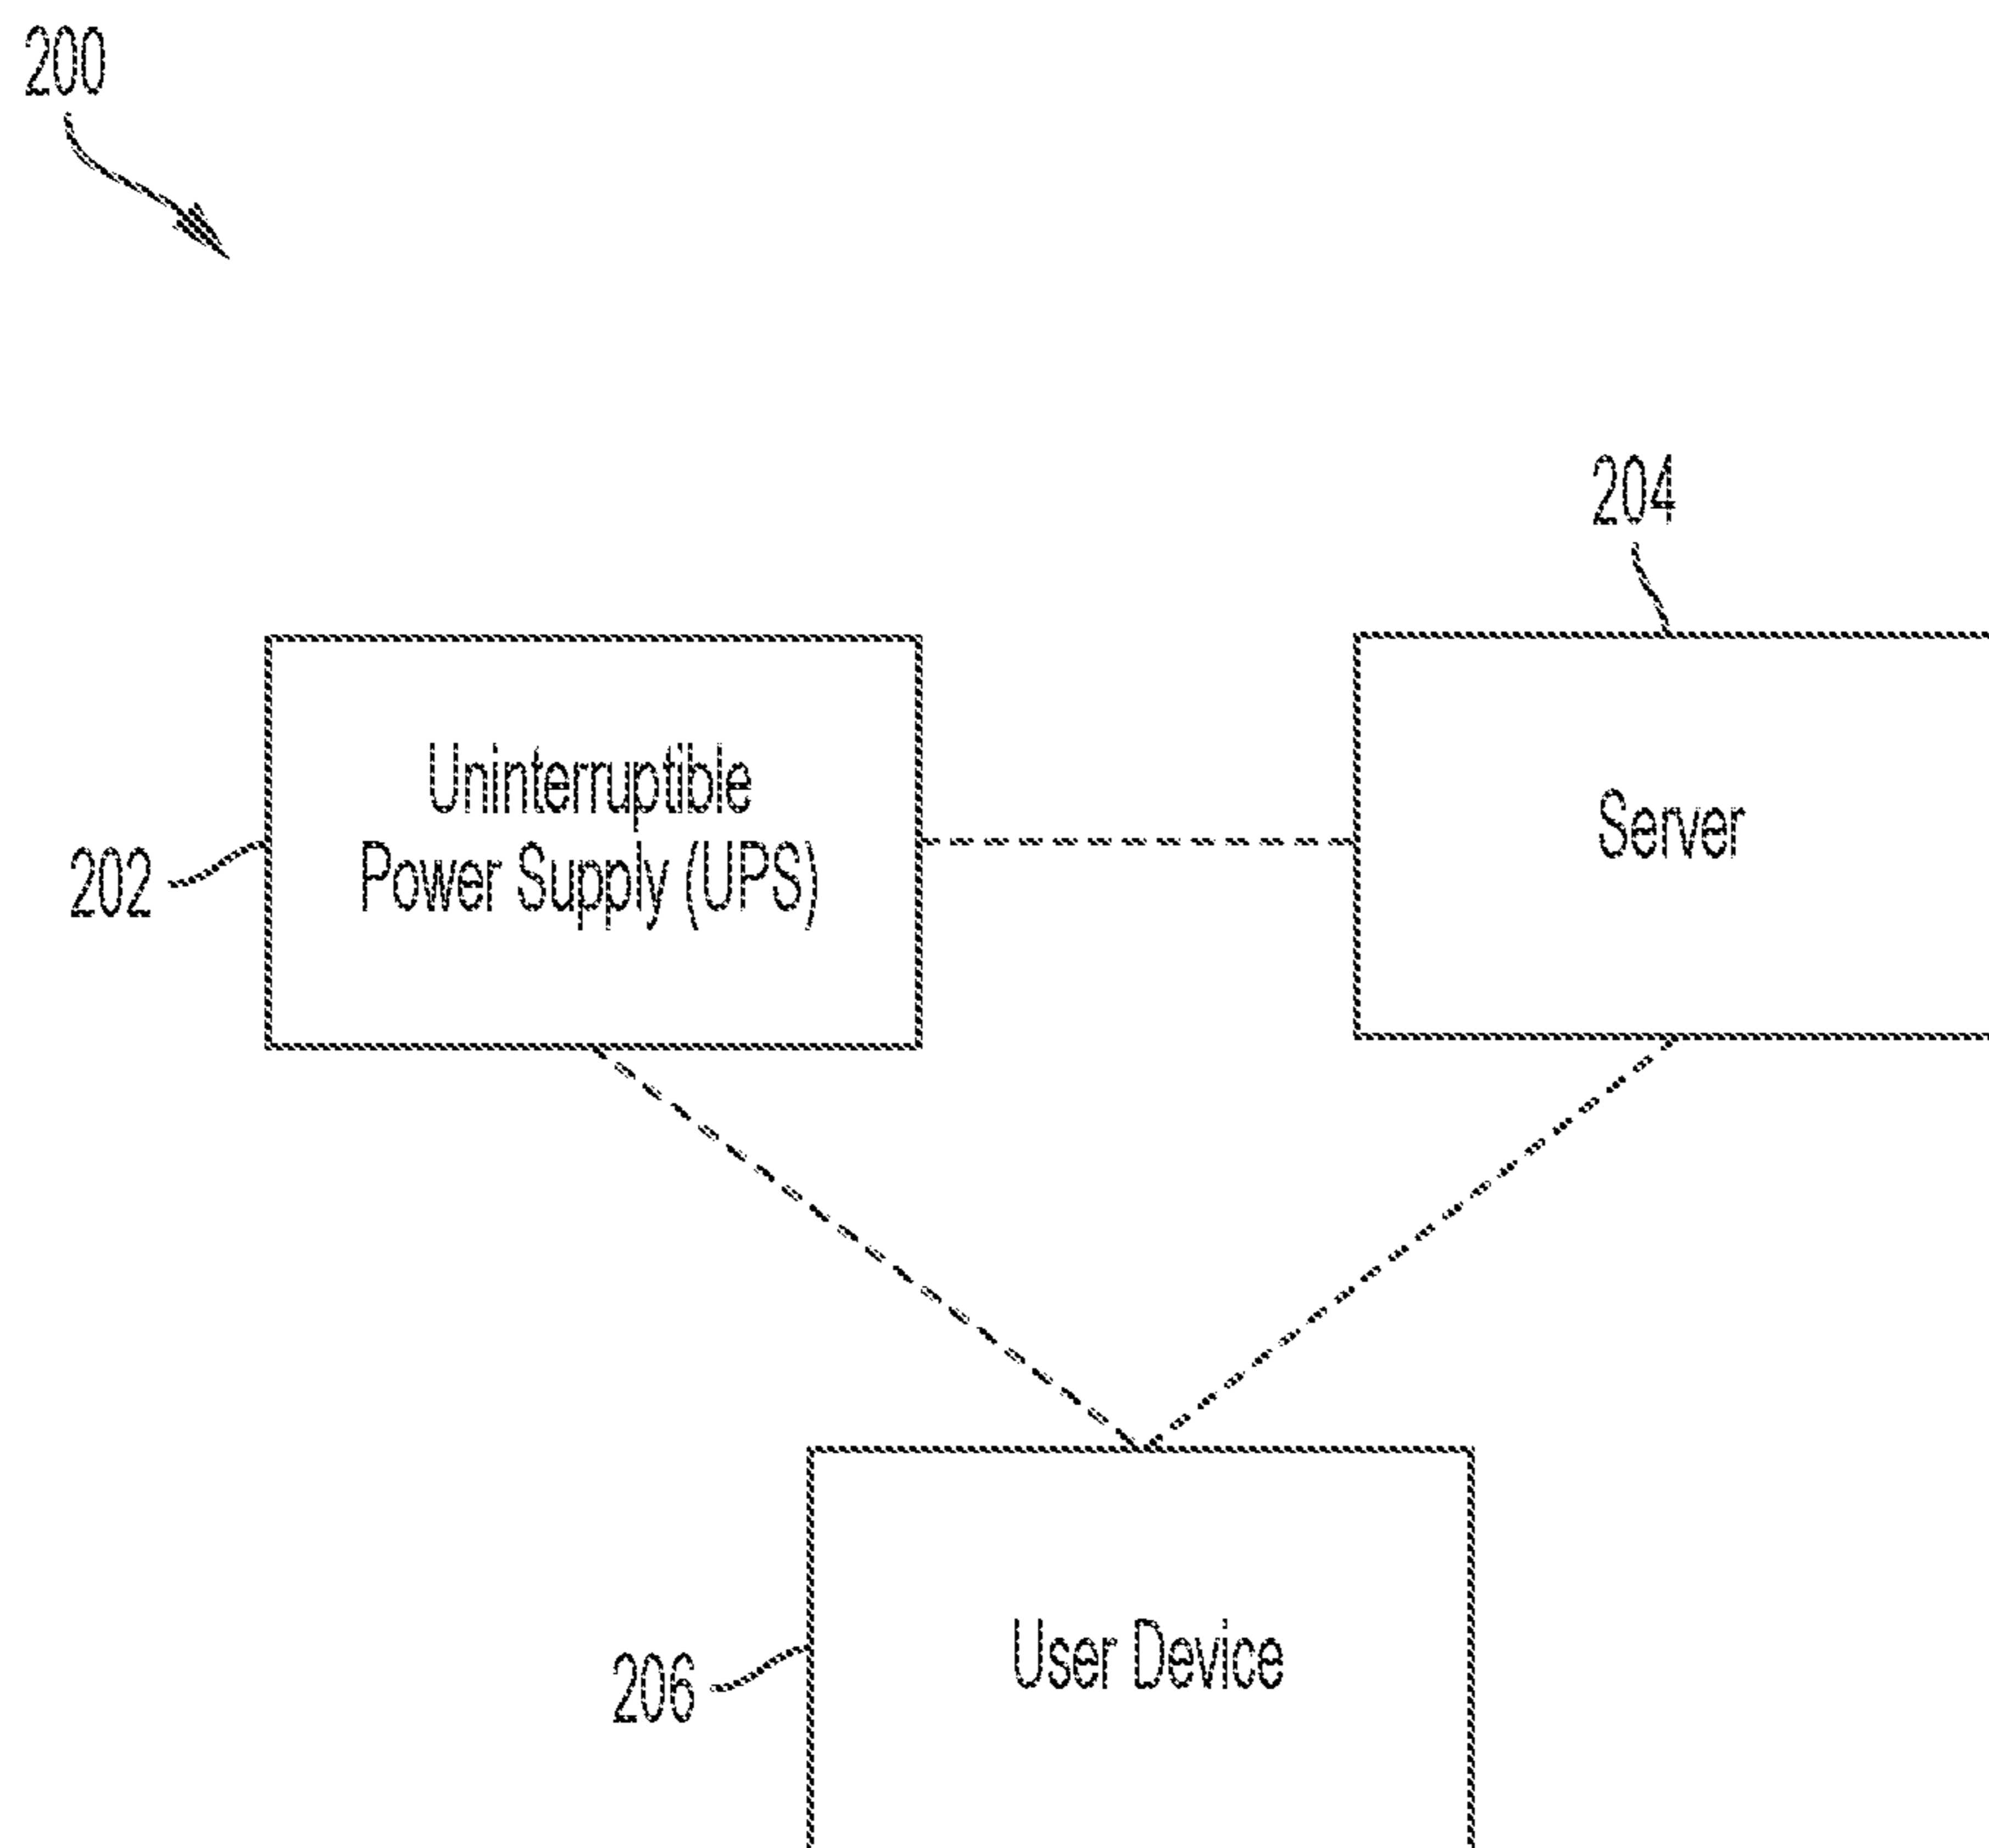 200
204
Uninterruptible
Power Supply (UPS)
Server
202
User Device
206